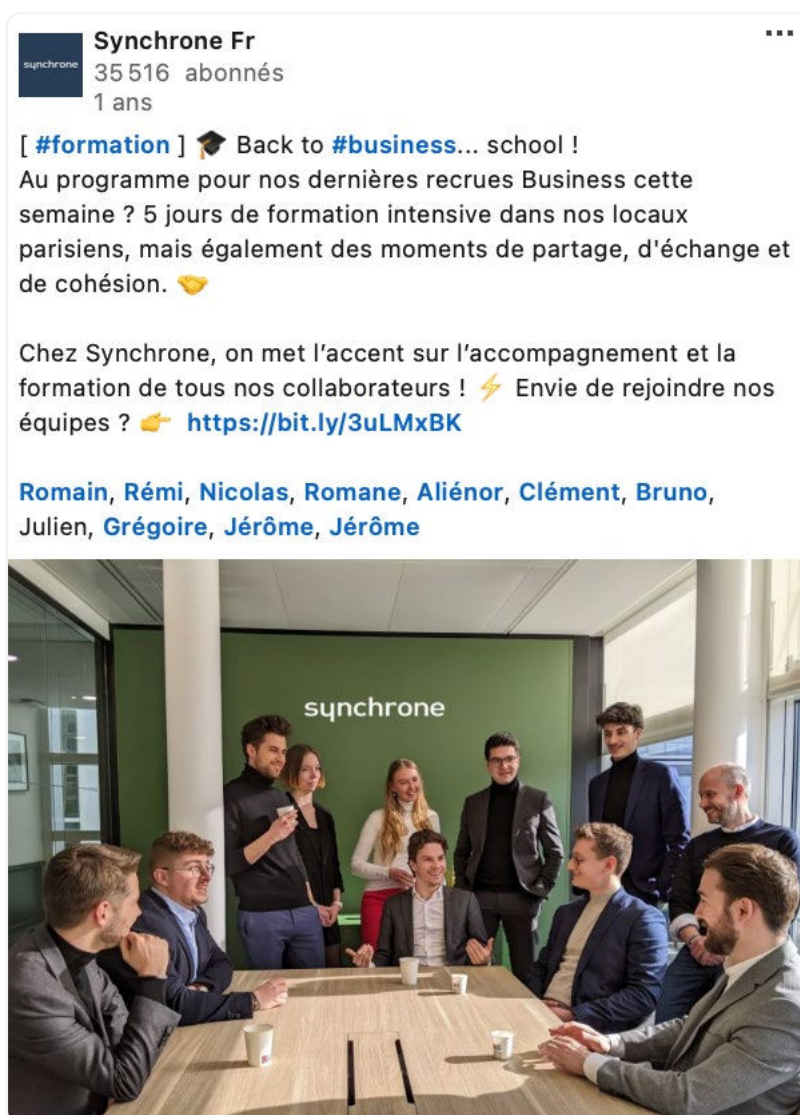 synchrone
Synchrone Fr
35 516 abonnés
1 ans
[ #formation ] 🎓 Back to #business... school !
Au programme pour nos dernières recrues Business cette
semaine ? 5 jours de formation intensive dans nos locaux
parisiens, mais également des moments de partage, d'échange et
de cohésion. 🤝
Chez Synchrone, on met l’accent sur l’accompagnement et la
formation de tous nos collaborateurs ! ⚡ Envie de rejoindre nos
équipes ? 👉 https://bit.ly/3uLMxBK
Romain, Rémi, Nicolas, Romane, Aliénor, Clément, Bruno,
Julien, Grégoire, Jérôme, Jérôme
synchrone